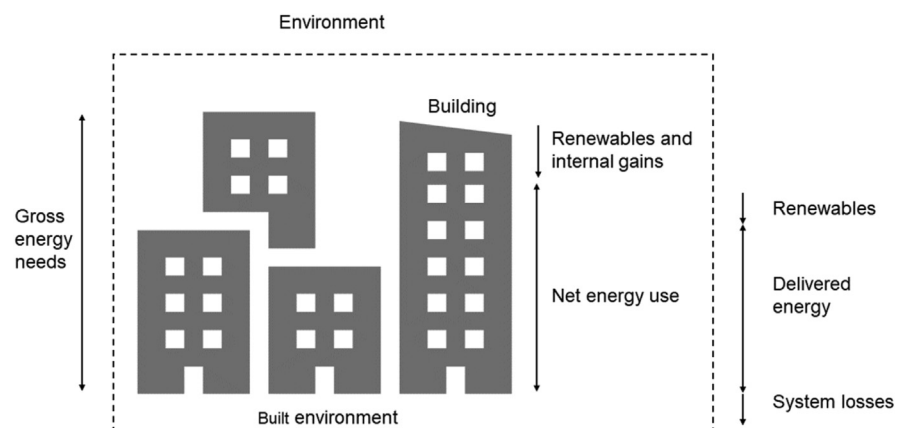 Environment
Building
Renewables and
internal gains
Gross
energy
needs
Renewables
Net energy use
Delivered
energy
System losses
Built environment